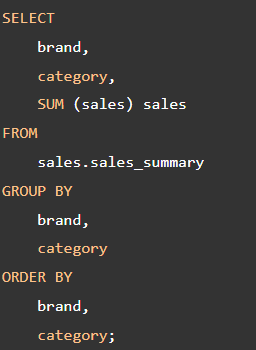 SELECT
    brand,
    category,
    SUM (sales) sales
FROM
    sales.sales_summary
GROUP BY
    brand,
    category
ORDER BY
    brand,
    category;